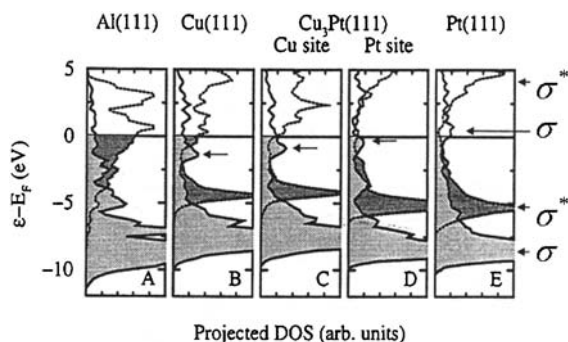 Al(111) Cu(111) Cu₃Pt(111) Pt(111)
Cu site Pt site
5
0
−5
−10
ε−E_F (eV)
A B C D E
σ*
σ
σ*
σ
Projected DOS (arb. units)